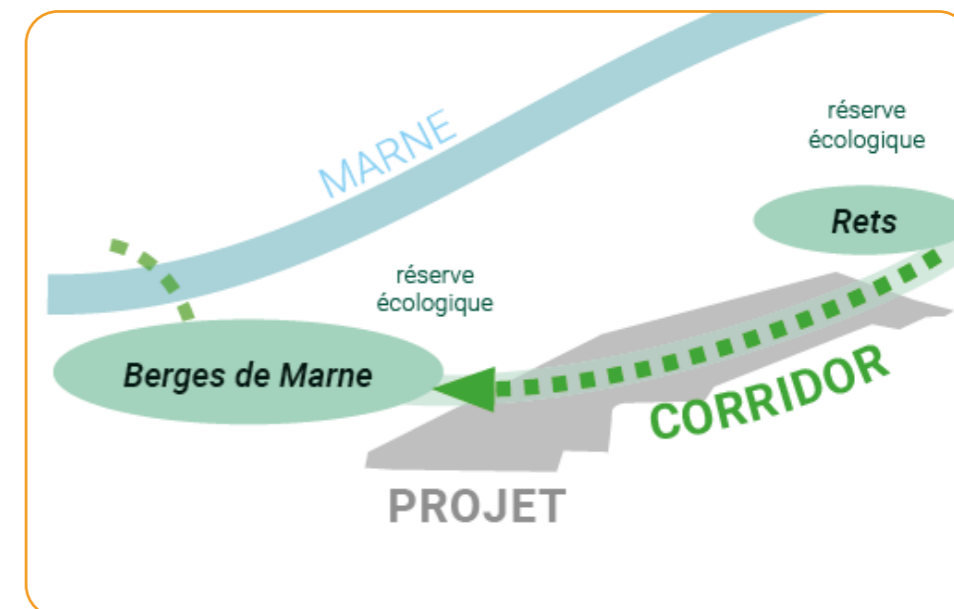 MARNE
réserve
écologique
Rets
réserve
écologique
Berges de Marne
CORRIDOR
PROJET